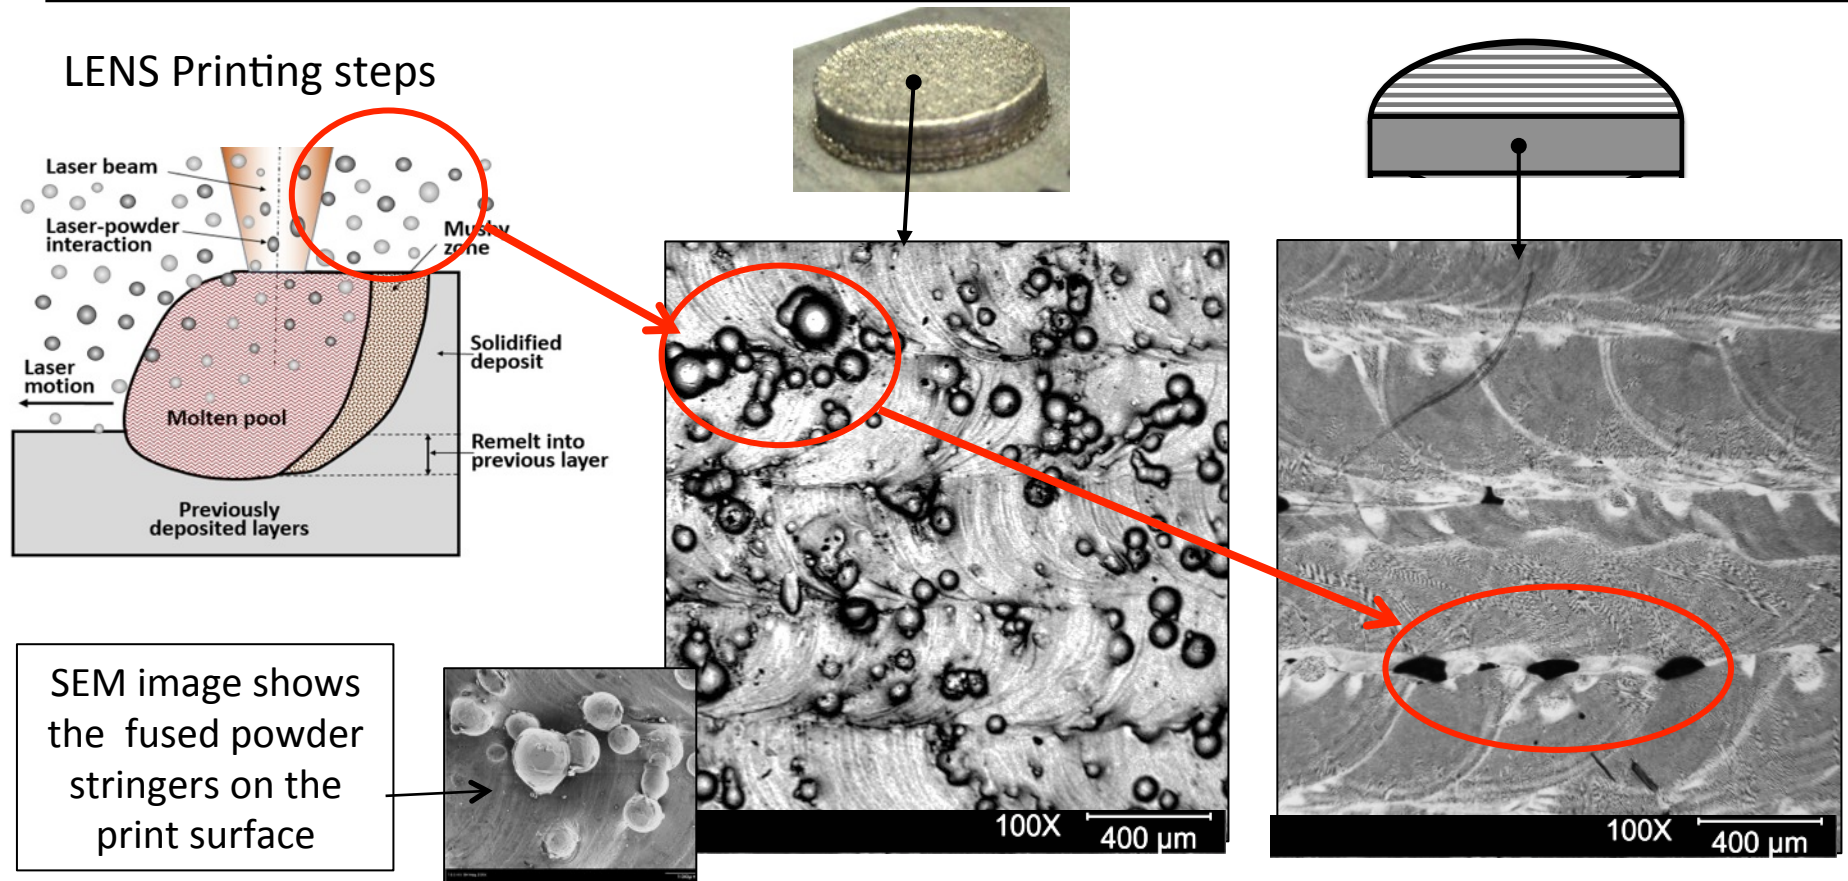 LENS Printing steps
Laser beam
Laser-powder
interaction
Mushy
zone
Solidified
deposit
Laser
motion
Molten pool
Remelt into
previous layer
Previously
deposited layers
SEM image shows
the fused powder
stringers on the
print surface
100X
400 µm
100X
400 µm